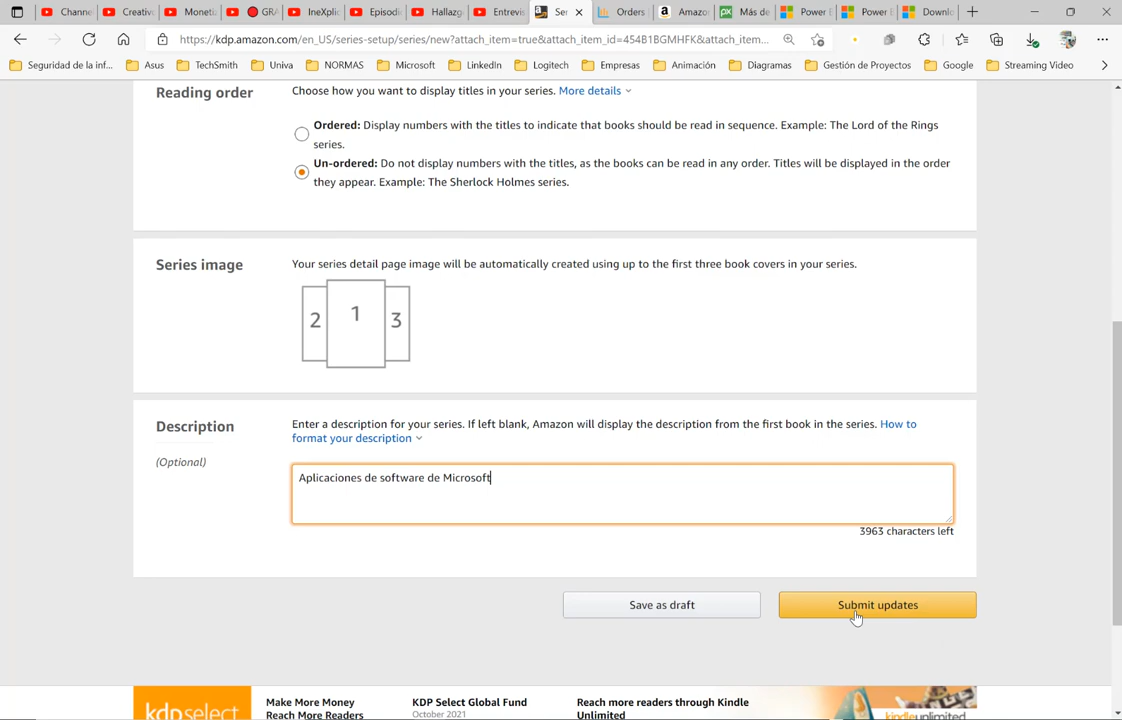 Channe
Creativ
Moneti
GRA
IneXplic
Episodi
Hallazg
Entrevis
Ser
Orders
Amazo
Más de
Power B
Power B
Downlo
https://kdp.amazon.com/en_US/series-setup/series/new?attach_item=true&attach_item_id=454B1BGMHFK&attach_item...
Seguridad de la inf...
Asus
TechSmith
Univa
NORMAS
Microsoft
LinkedIn
Logitech
Empresas
Animación
Diagramas
Gestión de Proyectos
Google
Streaming Video
Reading order
Choose how you want to display titles in your series. More details
Ordered: Display numbers with the titles to indicate that books should be read in sequence. Example: The Lord of the Rings
series.
Un-ordered: Do not display numbers with the titles, as the books can be read in any order. Titles will be displayed in the order
they appear. Example: The Sherlock Holmes series.
Series image
Your series detail page image will be automatically created using up to the first three book covers in your series.
2 1 3
Description
Enter a description for your series. If left blank, Amazon will display the description from the first book in the series. How to
format your description
(Optional)
Aplicaciones de software de Microsoft
3963 characters left
Save as draft
Submit updates
kdpselect
Make More Money
Reach More Readers
KDP Select Global Fund
October 2021
Reach more readers through Kindle
Unlimited
kindleunlimited